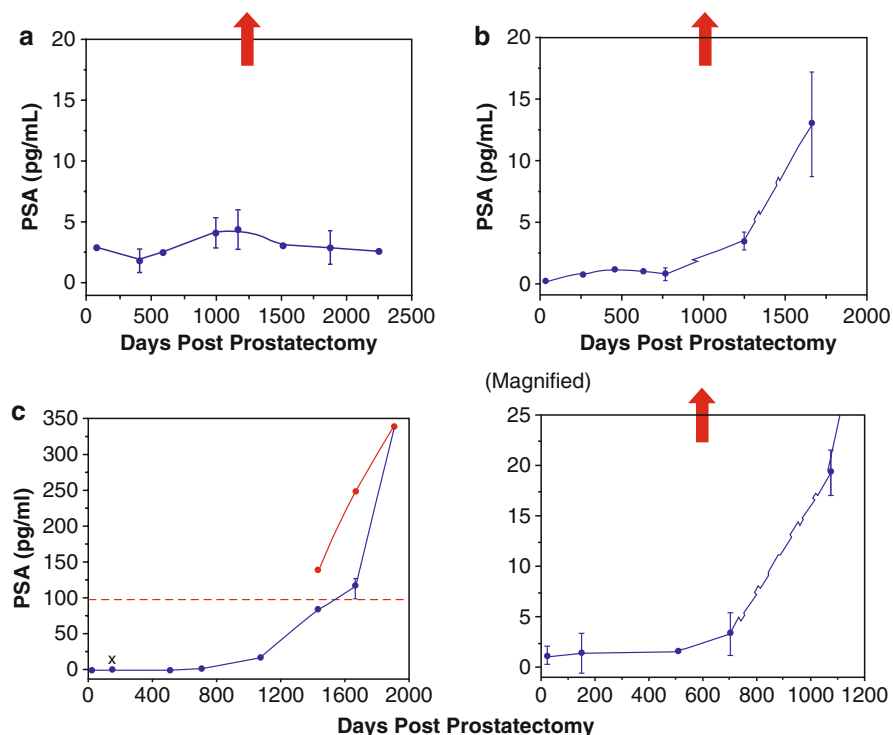 a
20
15
10
5
0
PSA (pg/mL)
0 500 1000 1500 2000 2500
Days Post Prostatectomy
b
20
15
10
5
0
PSA (pg/mL)
0 500 1000 1500 2000
Days Post Prostatectomy
c
350
300
250
200
150
100
50
0
PSA (pg/ml)
x
0 400 800 1200 1600 2000
(Magnified)
25
20
15
10
5
0
0 200 400 600 800 1000 1200
Days Post Prostatectomy